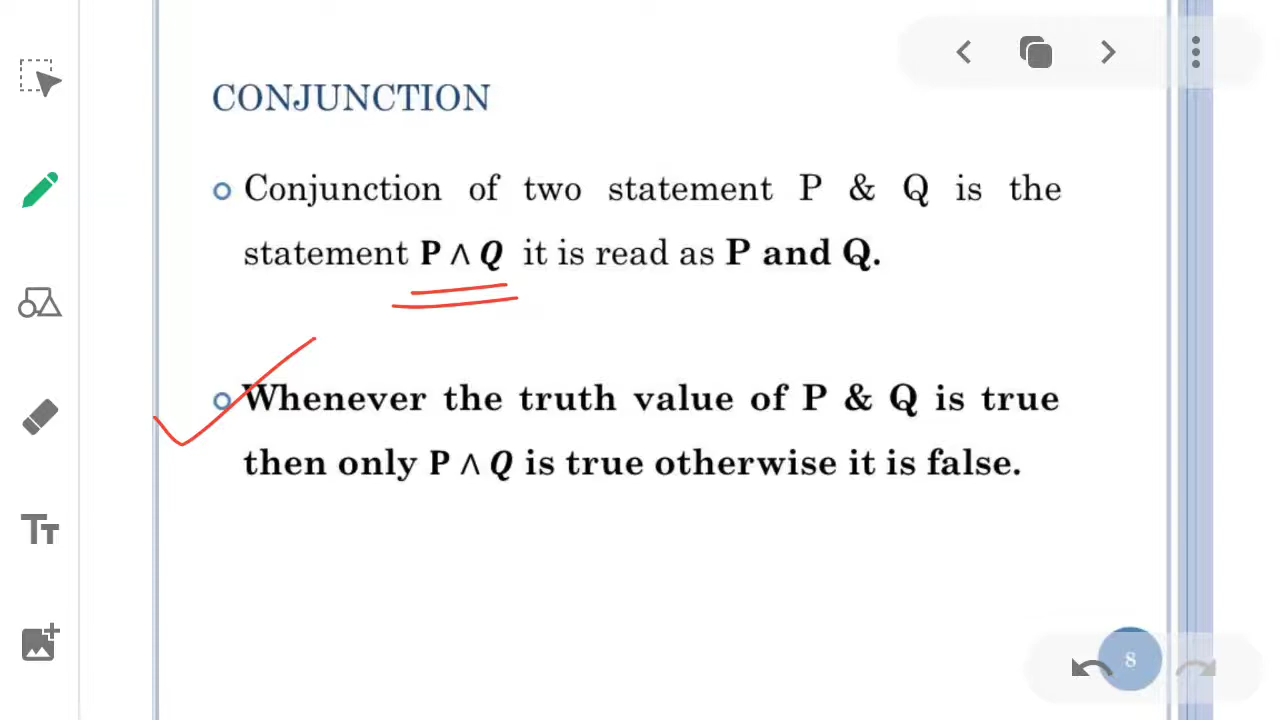 CONJUNCTION
Conjunction of two statement P & Q is the
statement P ∧ Q it is read as P and Q.
Whenever the truth value of P & Q is true
then only P ∧ Q is true otherwise it is false.
TT
8